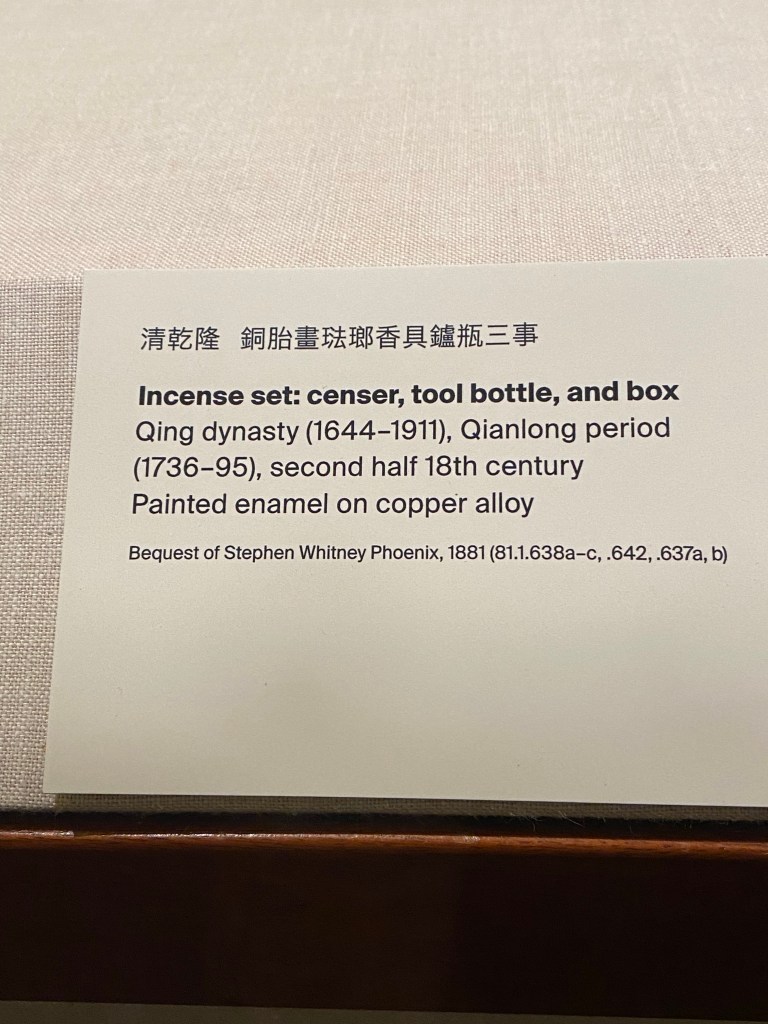 清乾隆 銅胎畫琺瑯香具鑪瓶三事
Incense set: censer, tool bottle, and box
Qing dynasty (1644–1911), Qianlong period
(1736–95), second half 18th century
Painted enamel on copper alloy
Bequest of Stephen Whitney Phoenix, 1881 (81.1.638a–c, .642, .637a, b)